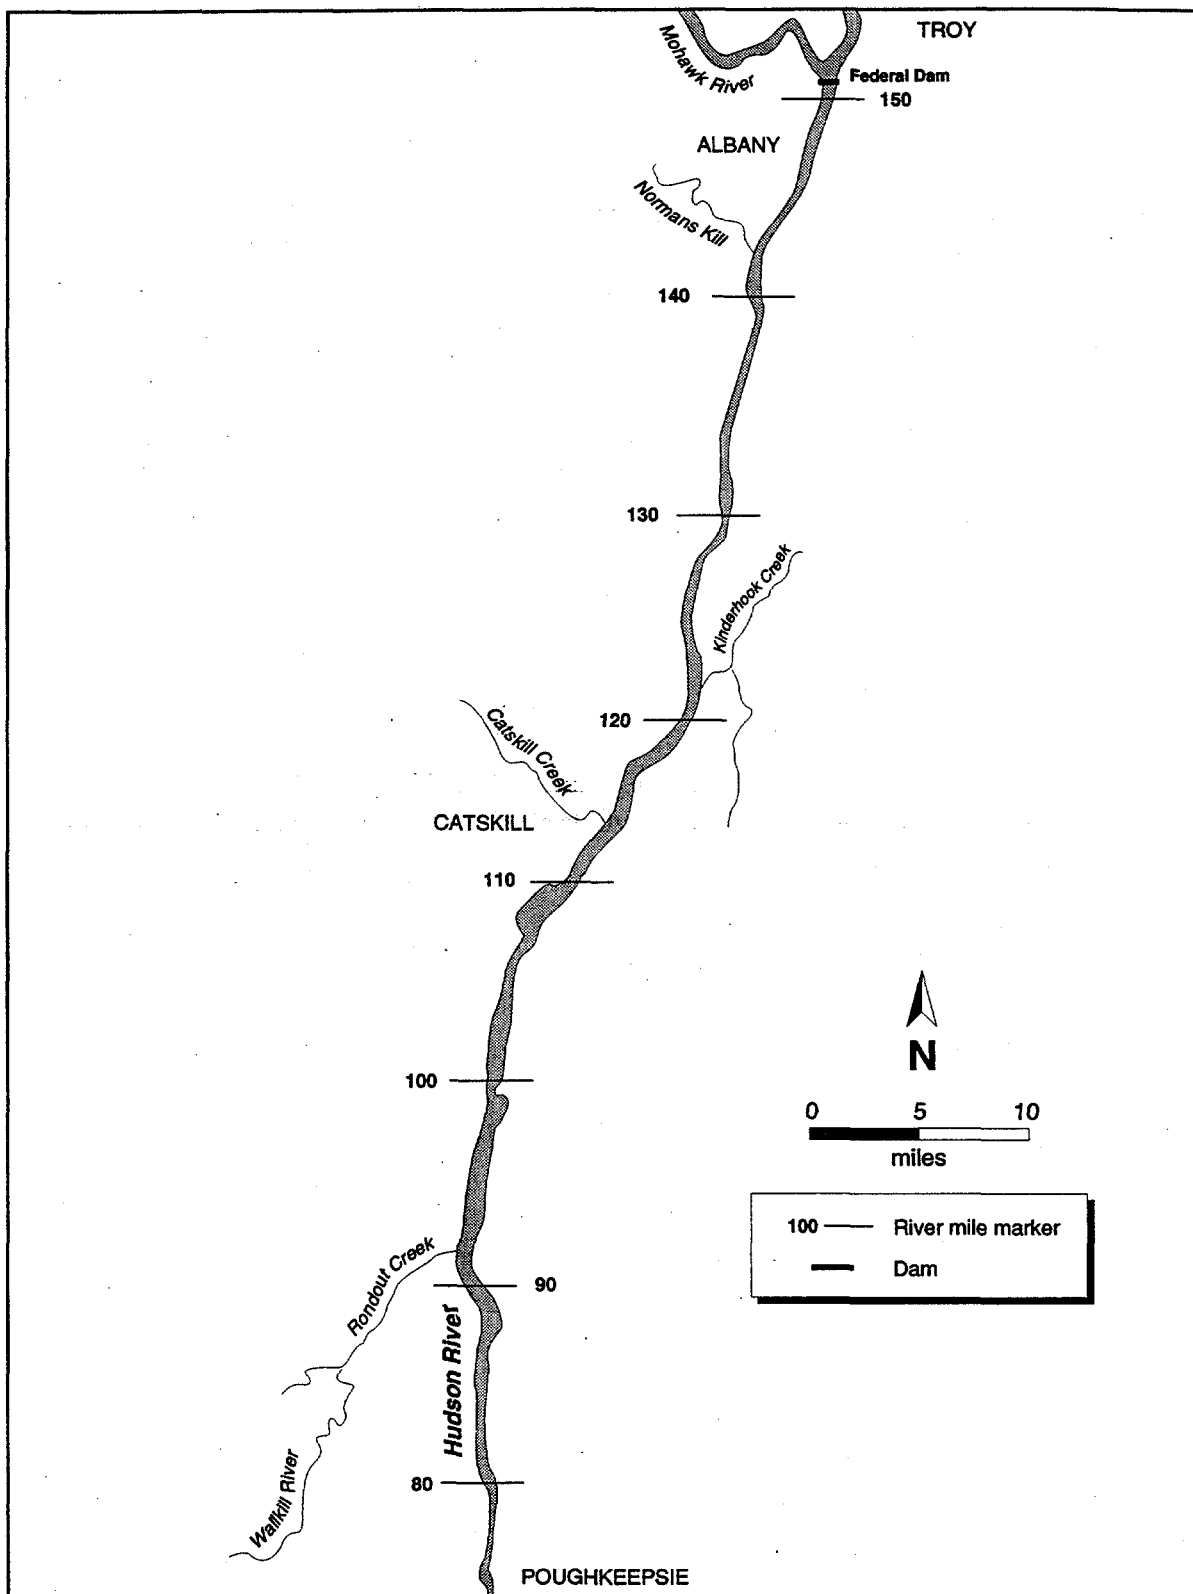 TROY
Mohawk River
Federal Dam
150
ALBANY
Normans Kill
140
130
Kinderhook Creek
120
Catskill Creek
CATSKILL
110
N
100
0 5 10
miles
100 River mile marker
Dam
Rondout Creek
90
Hudson River
80
Wallkill River
POUGHKEEPSIE